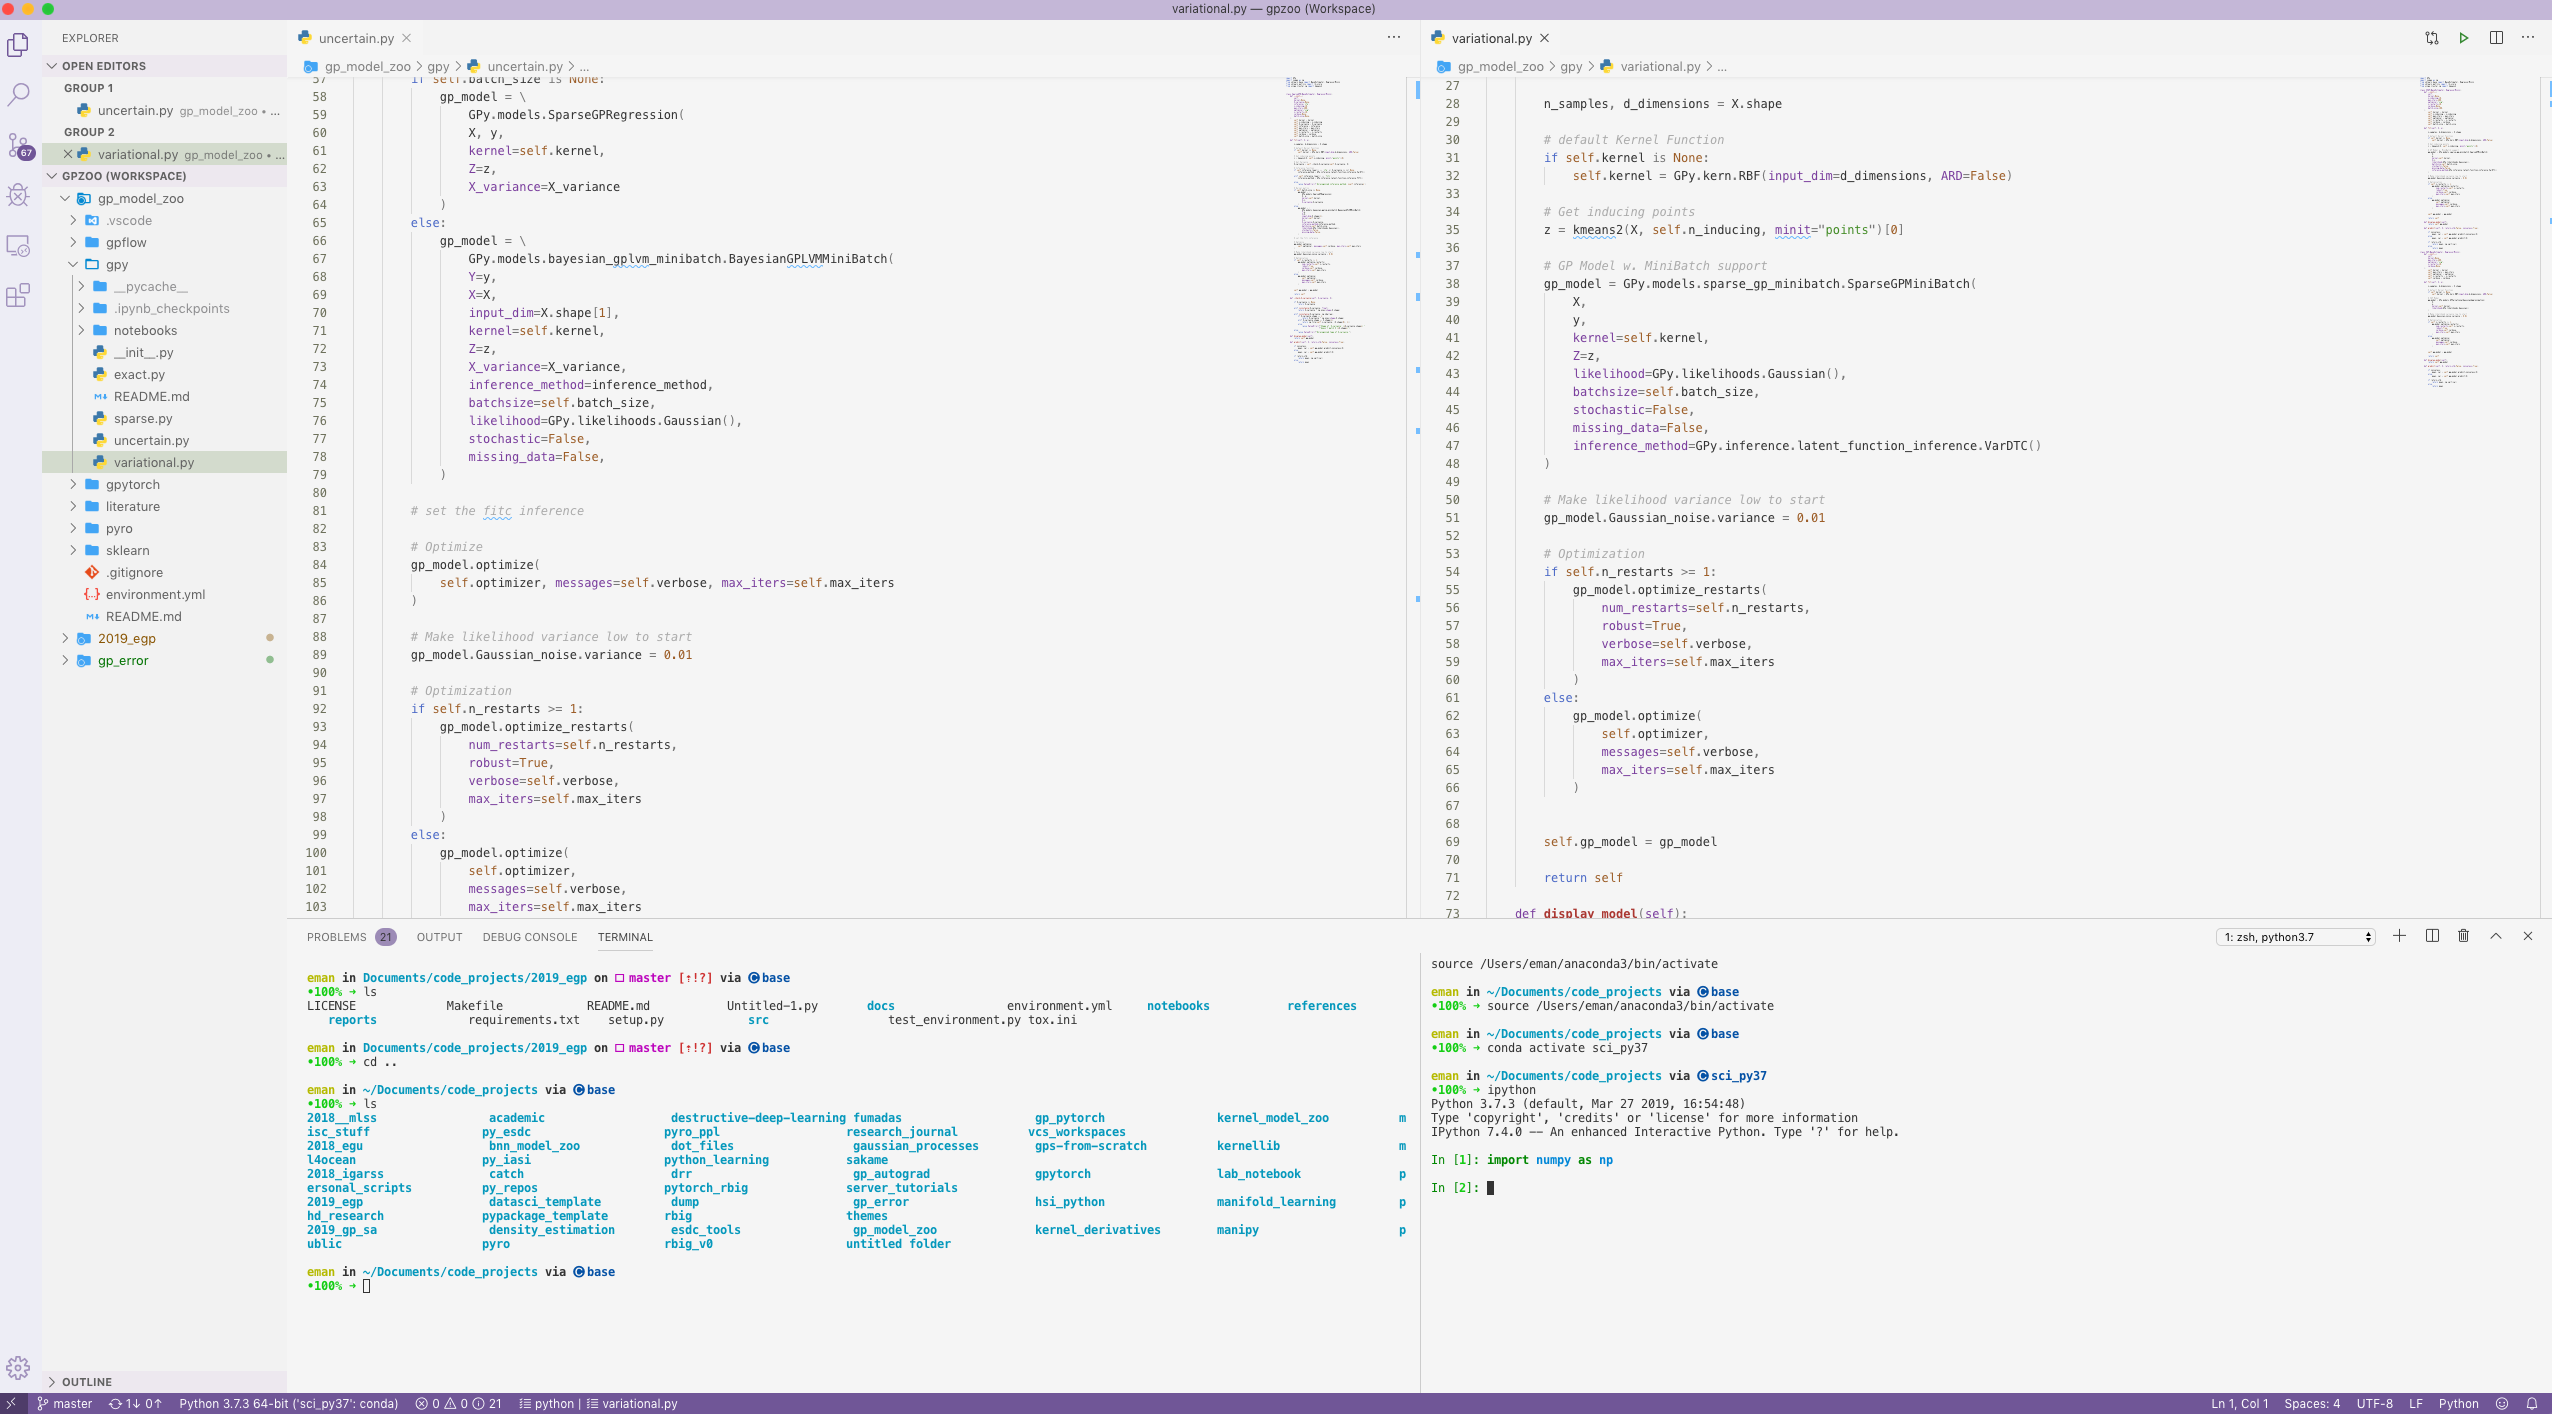 variational.py — gpzoo (Workspace)
EXPLORER
OPEN EDITORS
GROUP 1
uncertain.py gp_model_zoo • ...
GROUP 2
variational.py gp_model_zoo • ...
GPZOO (WORKSPACE)
gp_model_zoo
.vscode
gpflow
gpy
__pycache__
.ipynb_checkpoints
notebooks
__init__.py
exact.py
README.md
sparse.py
uncertain.py
variational.py
gpytorch
literature
pyro
sklearn
.gitignore
environment.yml
README.md
2019_egp
gp_error
OUTLINE
67
uncertain.py
gp_model_zoo > gpy > uncertain.py > ...
57 if self.batch_size is None:
58 gp_model = \
59 GPy.models.SparseGPRegression(
60 X, y,
61 kernel=self.kernel,
62 Z=z,
63 X_variance=X_variance
64 )
65 else:
66 gp_model = \
67 GPy.models.bayesian_gplvm_minibatch.BayesianGPLVMMiniBatch(
68 Y=y,
69 X=X,
70 input_dim=X.shape[1],
71 kernel=self.kernel,
72 Z=z,
73 X_variance=X_variance,
74 inference_method=inference_method,
75 batchsize=self.batch_size,
76 likelihood=GPy.likelihoods.Gaussian(),
77 stochastic=False,
78 missing_data=False,
79 )
80
81 # set the fitc inference
82
83 # Optimize
84 gp_model.optimize(
85 self.optimizer, messages=self.verbose, max_iters=self.max_iters
86 )
87
88 # Make likelihood variance low to start
89 gp_model.Gaussian_noise.variance = 0.01
90
91 # Optimization
92 if self.n_restarts >= 1:
93 gp_model.optimize_restarts(
94 num_restarts=self.n_restarts,
95 robust=True,
96 verbose=self.verbose,
97 max_iters=self.max_iters
98 )
99 else:
100 gp_model.optimize(
101 self.optimizer,
102 messages=self.verbose,
103 max_iters=self.max_iters
variational.py
gp_model_zoo > gpy > variational.py > ...
27
28 n_samples, d_dimensions = X.shape
29
30 # default Kernel Function
31 if self.kernel is None:
32 self.kernel = GPy.kern.RBF(input_dim=d_dimensions, ARD=False)
33
34 # Get inducing points
35 z = kmeans2(X, self.n_inducing, minit="points")[0]
36
37 # GP Model w. MiniBatch support
38 gp_model = GPy.models.sparse_gp_minibatch.SparseGPMiniBatch(
39 X,
40 y,
41 kernel=self.kernel,
42 Z=z,
43 likelihood=GPy.likelihoods.Gaussian(),
44 batchsize=self.batch_size,
45 stochastic=False,
46 missing_data=False,
47 inference_method=GPy.inference.latent_function_inference.VarDTC()
48 )
49
50 # Make likelihood variance low to start
51 gp_model.Gaussian_noise.variance = 0.01
52
53 # Optimization
54 if self.n_restarts >= 1:
55 gp_model.optimize_restarts(
56 num_restarts=self.n_restarts,
57 robust=True,
58 verbose=self.verbose,
59 max_iters=self.max_iters
60 )
61 else:
62 gp_model.optimize(
63 self.optimizer,
64 messages=self.verbose,
65 max_iters=self.max_iters
66 )
67
68
69 self.gp_model = gp_model
70
71 return self
72
73 def display_model(self):
PROBLEMS 21 OUTPUT DEBUG CONSOLE TERMINAL
1: zsh, python3.7
eman in Documents/code_projects/2019_egp on master [⇡!?] via Ⓒ base
•100% ➜ ls
LICENSE Makefile README.md Untitled-1.py docs environment.yml notebooks references
reports requirements.txt setup.py src test_environment.py tox.ini
eman in Documents/code_projects/2019_egp on master [⇡!?] via Ⓒ base
•100% ➜ cd ..
eman in ~/Documents/code_projects via Ⓒ base
•100% ➜ ls
2018__mlss academic destructive-deep-learning fumadas gp_pytorch kernel_model_zoo m
isc_stuff py_esdc pyro_ppl research_journal vcs_workspaces
2018_egu bnn_model_zoo dot_files gaussian_processes gps-from-scratch kernellib m
l4ocean py_iasi python_learning sakame
2018_igarss catch drr gp_autograd gpytorch lab_notebook p
ersonal_scripts py_repos pytorch_rbig server_tutorials
2019_egp datasci_template dump gp_error hsi_python manifold_learning p
hd_research pypackage_template rbig themes
2019_gp_sa density_estimation esdc_tools gp_model_zoo kernel_derivatives manipy p
ublic pyro rbig_v0 untitled folder
eman in ~/Documents/code_projects via Ⓒ base
•100% ➜
source /Users/eman/anaconda3/bin/activate
eman in ~/Documents/code_projects via Ⓒ base
•100% ➜ source /Users/eman/anaconda3/bin/activate
eman in ~/Documents/code_projects via Ⓒ base
•100% ➜ conda activate sci_py37
eman in ~/Documents/code_projects via Ⓒ sci_py37
•100% ➜ ipython
Python 3.7.3 (default, Mar 27 2019, 16:54:48)
Type 'copyright', 'credits' or 'license' for more information
IPython 7.4.0 -- An enhanced Interactive Python. Type '?' for help.
In [1]: import numpy as np
In [2]:
master 1↓ 0↑ Python 3.7.3 64-bit ('sci_py37': conda) 0 0 21 python | variational.py Ln 1, Col 1 Spaces: 4 UTF-8 LF Python